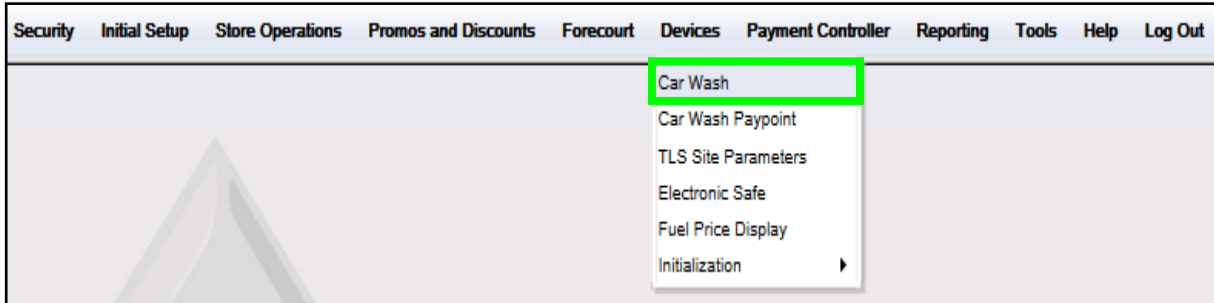 Security Initial Setup Store Operations Promos and Discounts Forecourt Devices Payment Controller Reporting Tools Help Log Out
Car Wash
Car Wash Paypoint
TLS Site Parameters
Electronic Safe
Fuel Price Display
Initialization